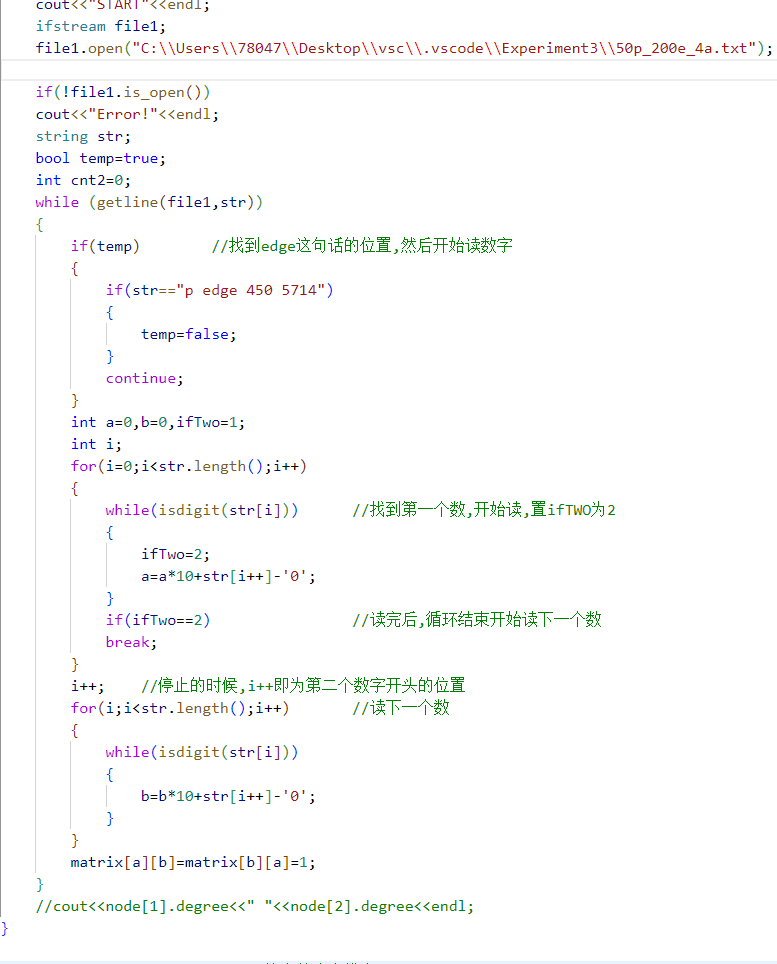 cout<<"START"<<endl;
ifstream file1;
file1.open("C:\\Users\\78047\\Desktop\\vsc\\.vscode\\Experiment3\\50p_200e_4a.txt");
if(!file1.is_open())
cout<<"Error!"<<endl;
string str;
bool temp=true;
int cnt2=0;
while (getline(file1,str))
{
if(temp) //找到edge这句话的位置,然后开始读数字
{
if(str=="p edge 450 5714")
{
temp=false;
}
continue;
}
int a=0,b=0,ifTwo=1;
int i;
for(i=0;i<str.length();i++)
{
while(isdigit(str[i])) //找到第一个数,开始读,置ifTWO为2
{
ifTwo=2;
a=a*10+str[i++]-'0';
}
if(ifTwo==2) //读完后,循环结束开始读下一个数
break;
}
i++; //停止的时候,i++即为第二个数字开头的位置
for(i;i<str.length();i++) //读下一个数
{
while(isdigit(str[i]))
{
b=b*10+str[i++]-'0';
}
}
matrix[a][b]=matrix[b][a]=1;
}
//cout<<node[1].degree<<" "<<node[2].degree<<endl;
}